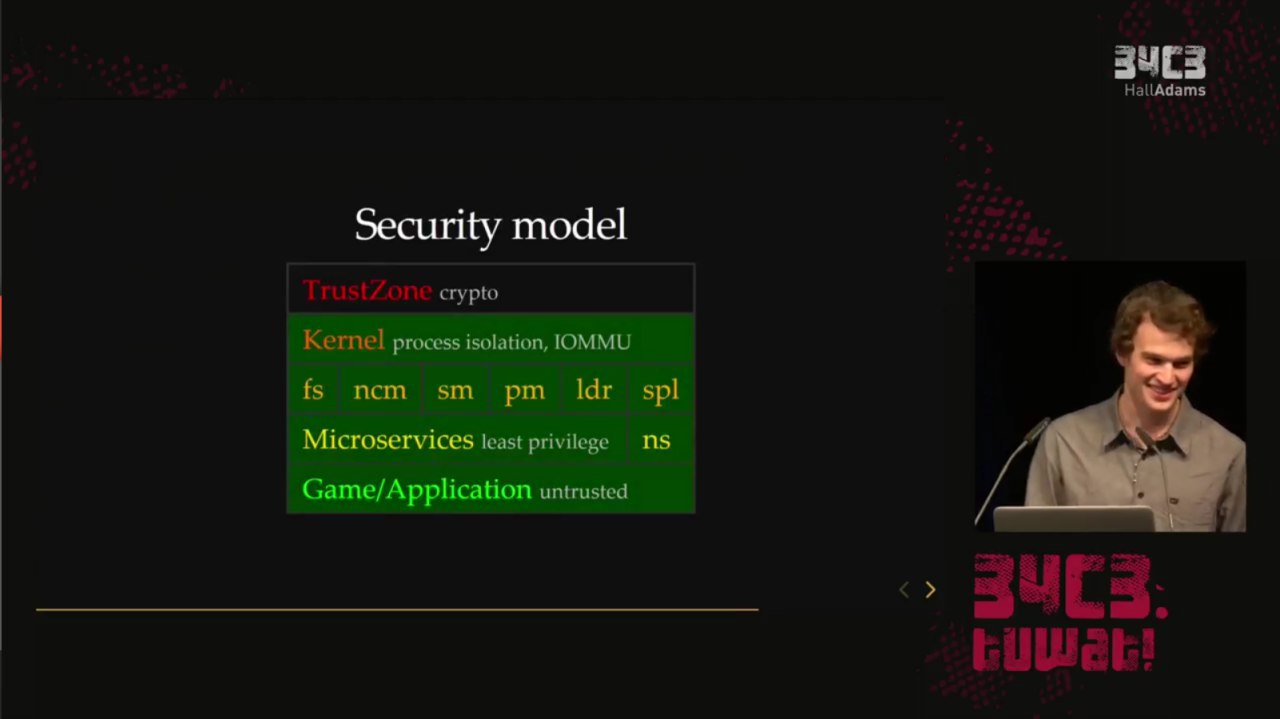 34C3
HallAdams
Security model
TrustZone crypto
Kernel process isolation, IOMMU
fs ncm sm pm ldr spl
Microservices least privilege ns
Game/Application untrusted
34C3.
tuwat!